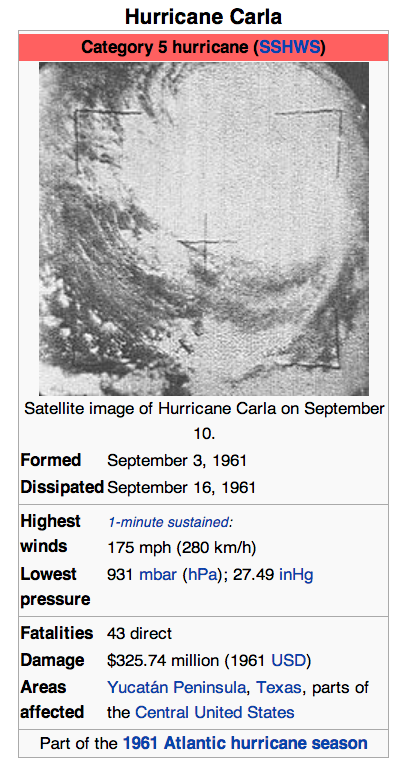 Hurricane Carla
Category 5 hurricane (SSHWS)
Satellite image of Hurricane Carla on September
10.
Formed September 3, 1961
Dissipated September 16, 1961
Highest winds 1-minute sustained:
175 mph (280 km/h)
Lowest pressure 931 mbar (hPa); 27.49 inHg
Fatalities 43 direct
Damage $325.74 million (1961 USD)
Areas affected Yucatán Peninsula, Texas, parts of
the Central United States
Part of the 1961 Atlantic hurricane season